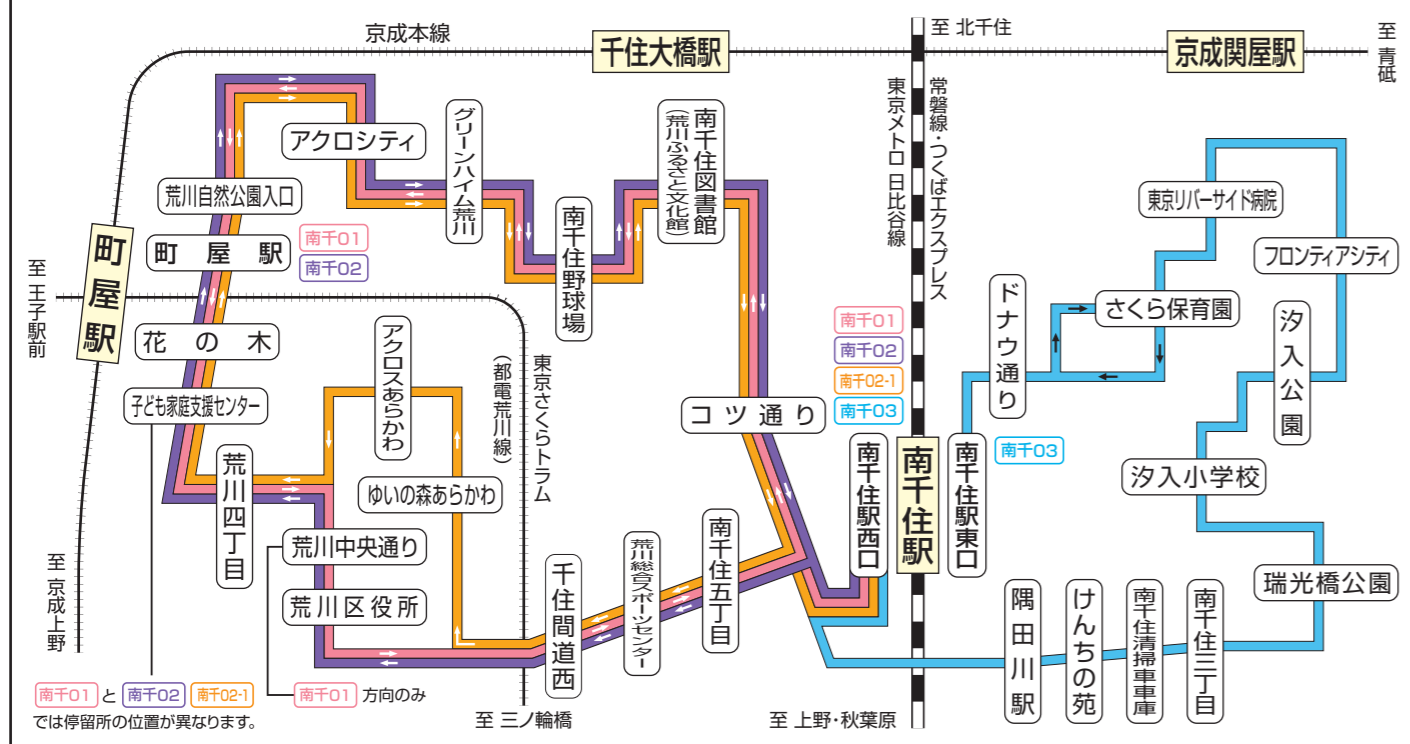 京成本線
千住大橋駅
至 北千住
京成関屋駅
至 青砥
常磐線・つくばエクスプレス
東京メトロ 日比谷線
アクロシティ
グリーンハイム荒川
南千住図書館
(荒川ふるさと文化館)
荒川自然公園入口
南千住野球場
東京リバーサイド病院
フロンティアシティ
町屋駅
町屋駅
南千01
南千02
至 王子駅前
花の木
アクロスあらかわ
東京さくらトラム
(都電荒川線)
子ども家庭支援センター
南千01
南千02
南千02-1
南千03
コツ通り
ドナウ通り
さくら保育園
汐入公園
荒川四丁目
ゆいの森あらかわ
南千住駅西口
南千住駅
南千住駅東口
南千03
汐入小学校
荒川中央通り
荒川区役所
千住間道西
荒川総合スポーツセンター
南千住五丁目
瑞光橋公園
隅田川駅
けんちの苑
南千住清掃車車庫
南千住三丁目
至 京成上野
南千01 と 南千02 南千02-1
では停留所の位置が異なります。
南千01 方向のみ
至 三ノ輪橋
至 上野・秋葉原